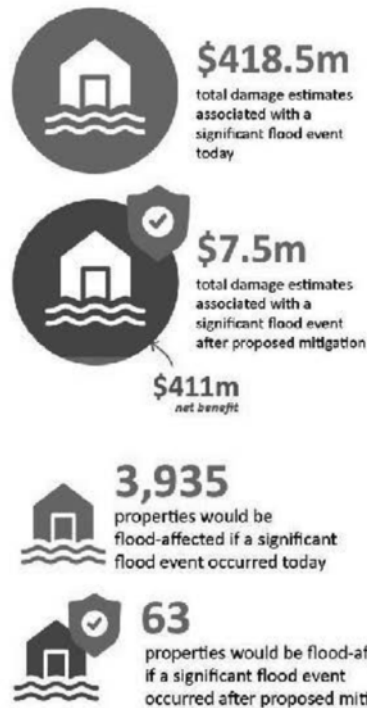 $418.5m
total damage estimates
associated with a
significant flood event
today
$7.5m
total damage estimates
associated with a
significant flood event
after proposed mitigation
$411m
net benefit
3,935
properties would be
flood-affected if a significant
flood event occurred today
63
properties would be flood-af
if a significant flood event
occurred after proposed miti